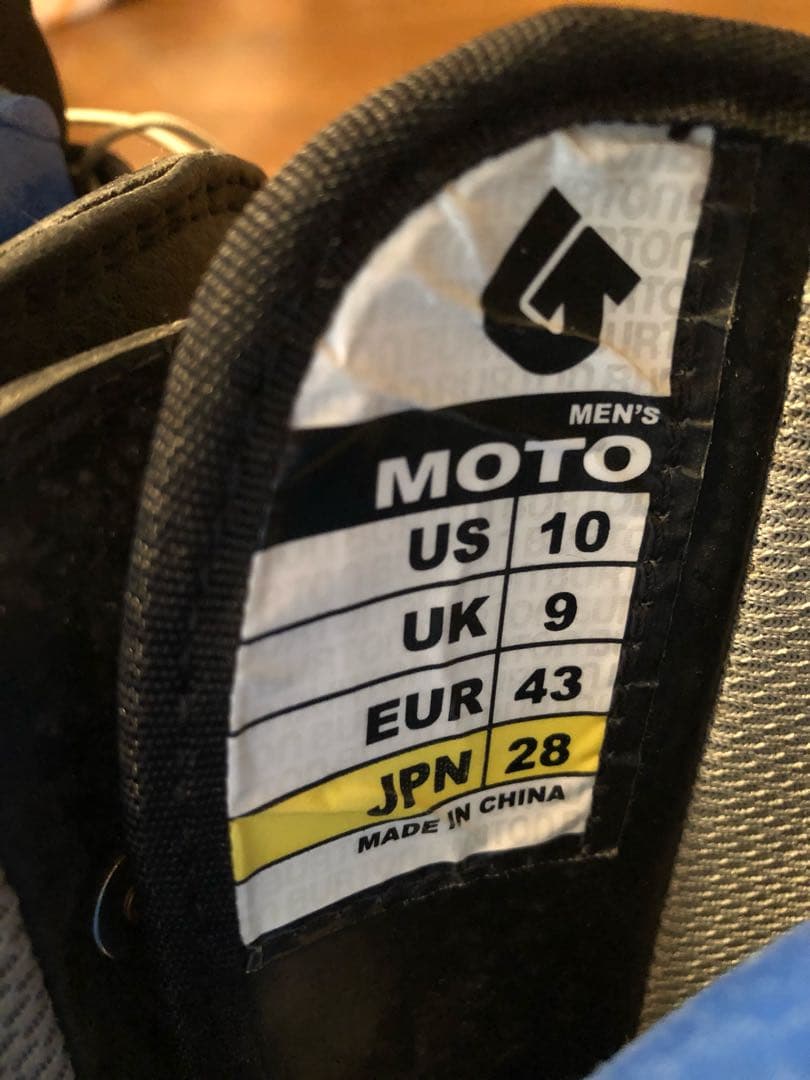 MEN'S
MOTO
US 10
UK 9
EUR 43
JPN 28
MADE IN CHINA